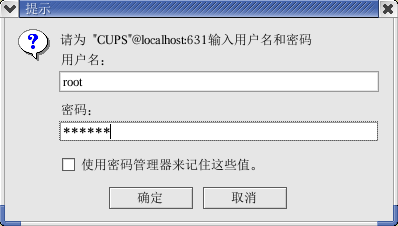 提示
请为 "CUPS"@localhost:631输入用户名和密码
用户名：
root
密码：
******
使用密码管理器来记住这些值。
确定
取消